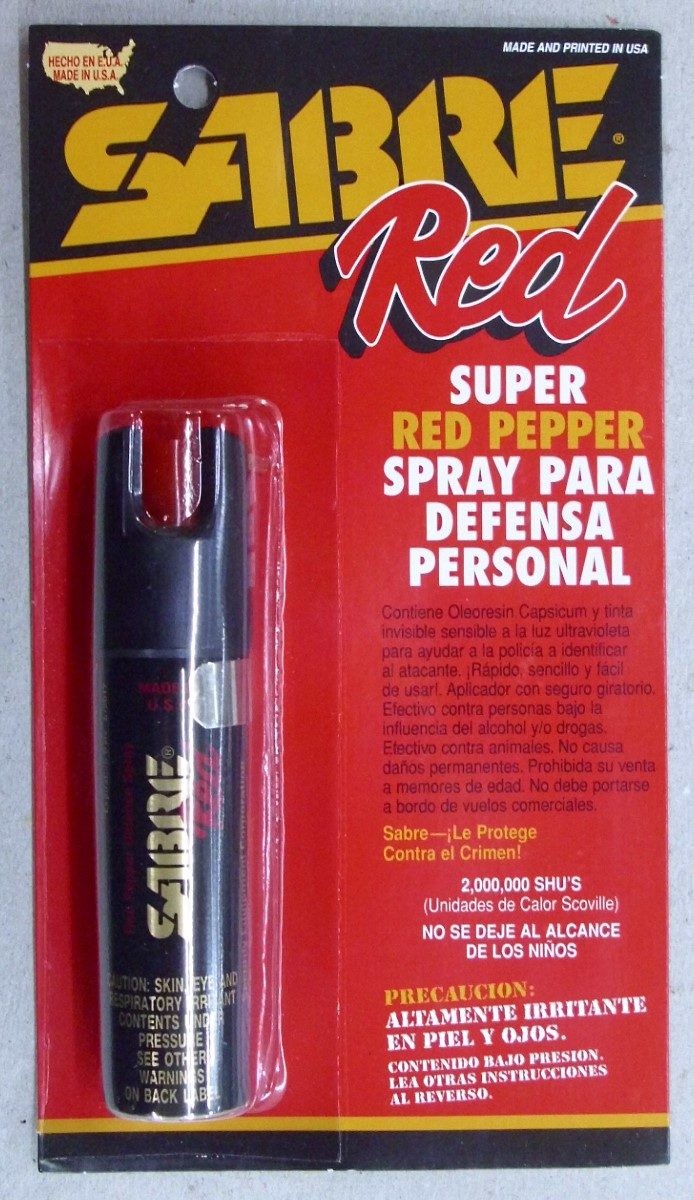 HECHO EN E.U.A.
MADE IN U.S.A.
MADE AND PRINTED IN USA
SABRE®
Red
SUPER
RED PEPPER
SPRAY PARA
DEFENSA
PERSONAL
Contiene Oleoresin Capsicum y tinta
invisible sensible a la luz ultravioleta
para ayudar a la policía a identificar
al atacante. ¡Rápido, sencillo y fácil
de usar!. Aplicador con seguro giratorio.
Efectivo contra personas bajo la
influencia del alcohol y/o drogas.
Efectivo contra animales. No causa
daños permanentes. Prohibida su venta
a memores de edad. No debe portarse
a bordo de vuelos comerciales.
Sabre—¡Le Protege
Contra el Crimen!
2,000,000 SHU'S
(Unidades de Calor Scoville)
NO SE DEJE AL ALCANCE
DE LOS NIÑOS
PRECAUCION:
ALTAMENTE IRRITANTE
EN PIEL Y OJOS.
CONTENIDO BAJO PRESION.
LEA OTRAS INSTRUCCIONES
AL REVERSO.
MADE
U.S.
SABRE®
Red
CAUTION: SKIN, EYE AND
RESPIRATORY IRRITANT
CONTENTS UNDER
PRESSURE
SEE OTHER
WARNINGS
ON BACK LABEL